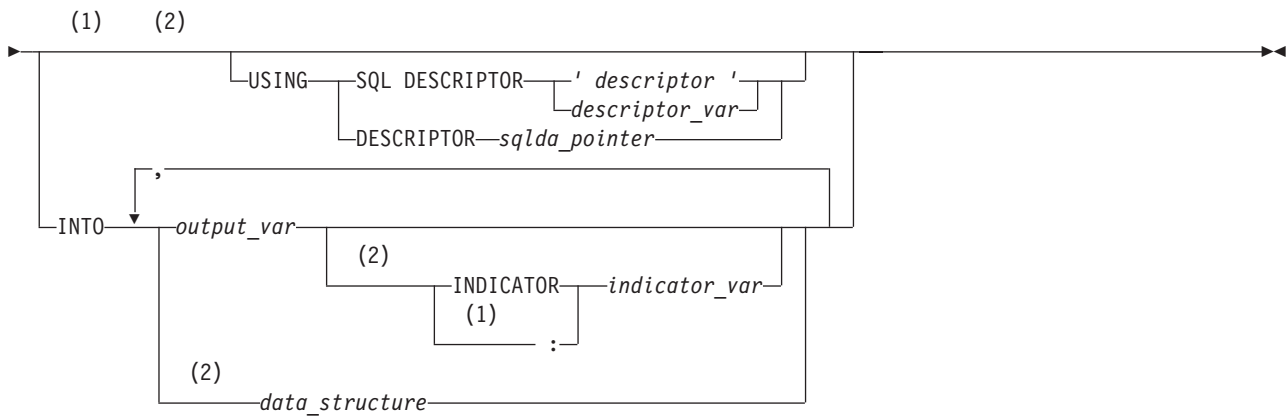 (1) (2)
USING SQL DESCRIPTOR ' descriptor '
descriptor_var
DESCRIPTOR sqlda_pointer
,
INTO output_var
(2)
INDICATOR indicator_var
(1)
:
(2)
data_structure